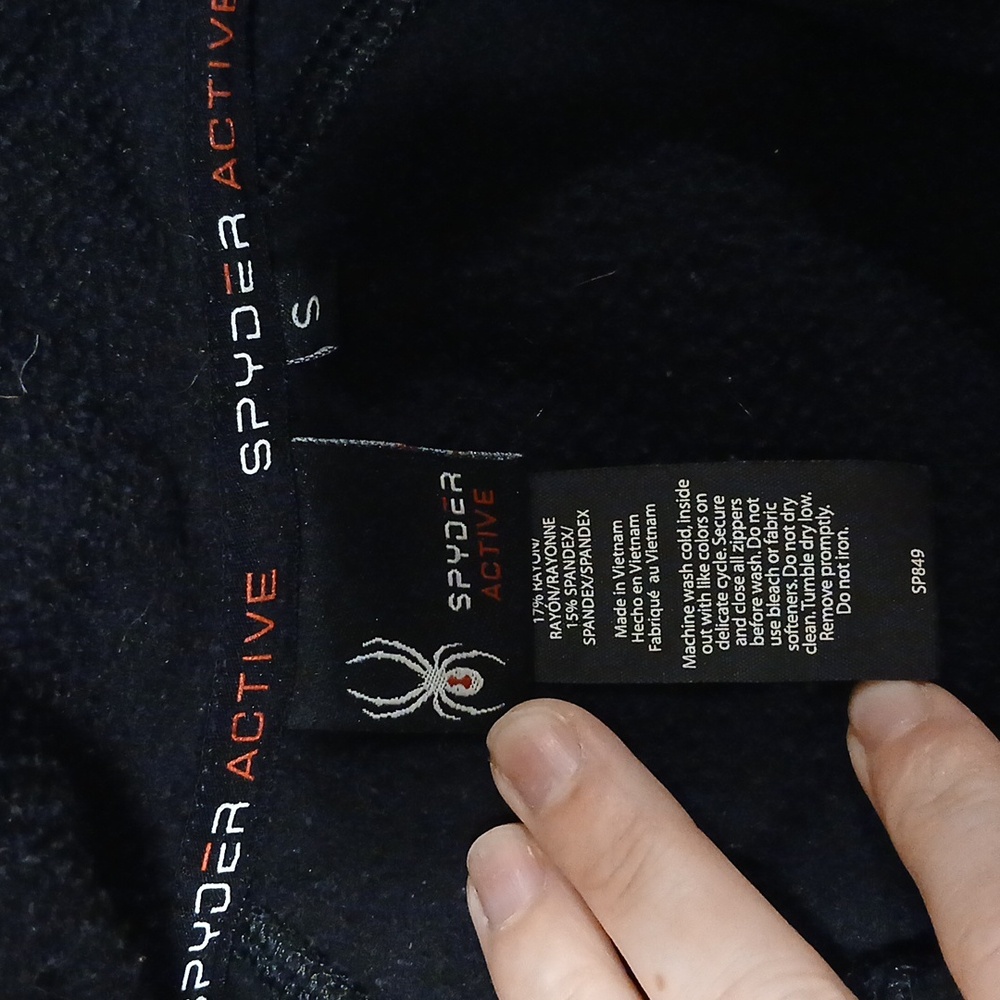 SPYDER ACTIVE SPYDER ACTIVE
S
SPYDER
ACTIVE
17% RAYON/
RAYÓN/RAYONNE
15% SPANDEX/
SPANDEX/SPANDEX
Made in Vietnam
Hecho en Vietnam
Fabriqué au Vietnam
Machine wash cold, inside
out with like colors on
delicate cycle. Secure
and close all zippers
before wash. Do not
use bleach or fabric
softeners. Do not dry
clean. Tumble dry low.
Remove promptly.
Do not iron.
SP849